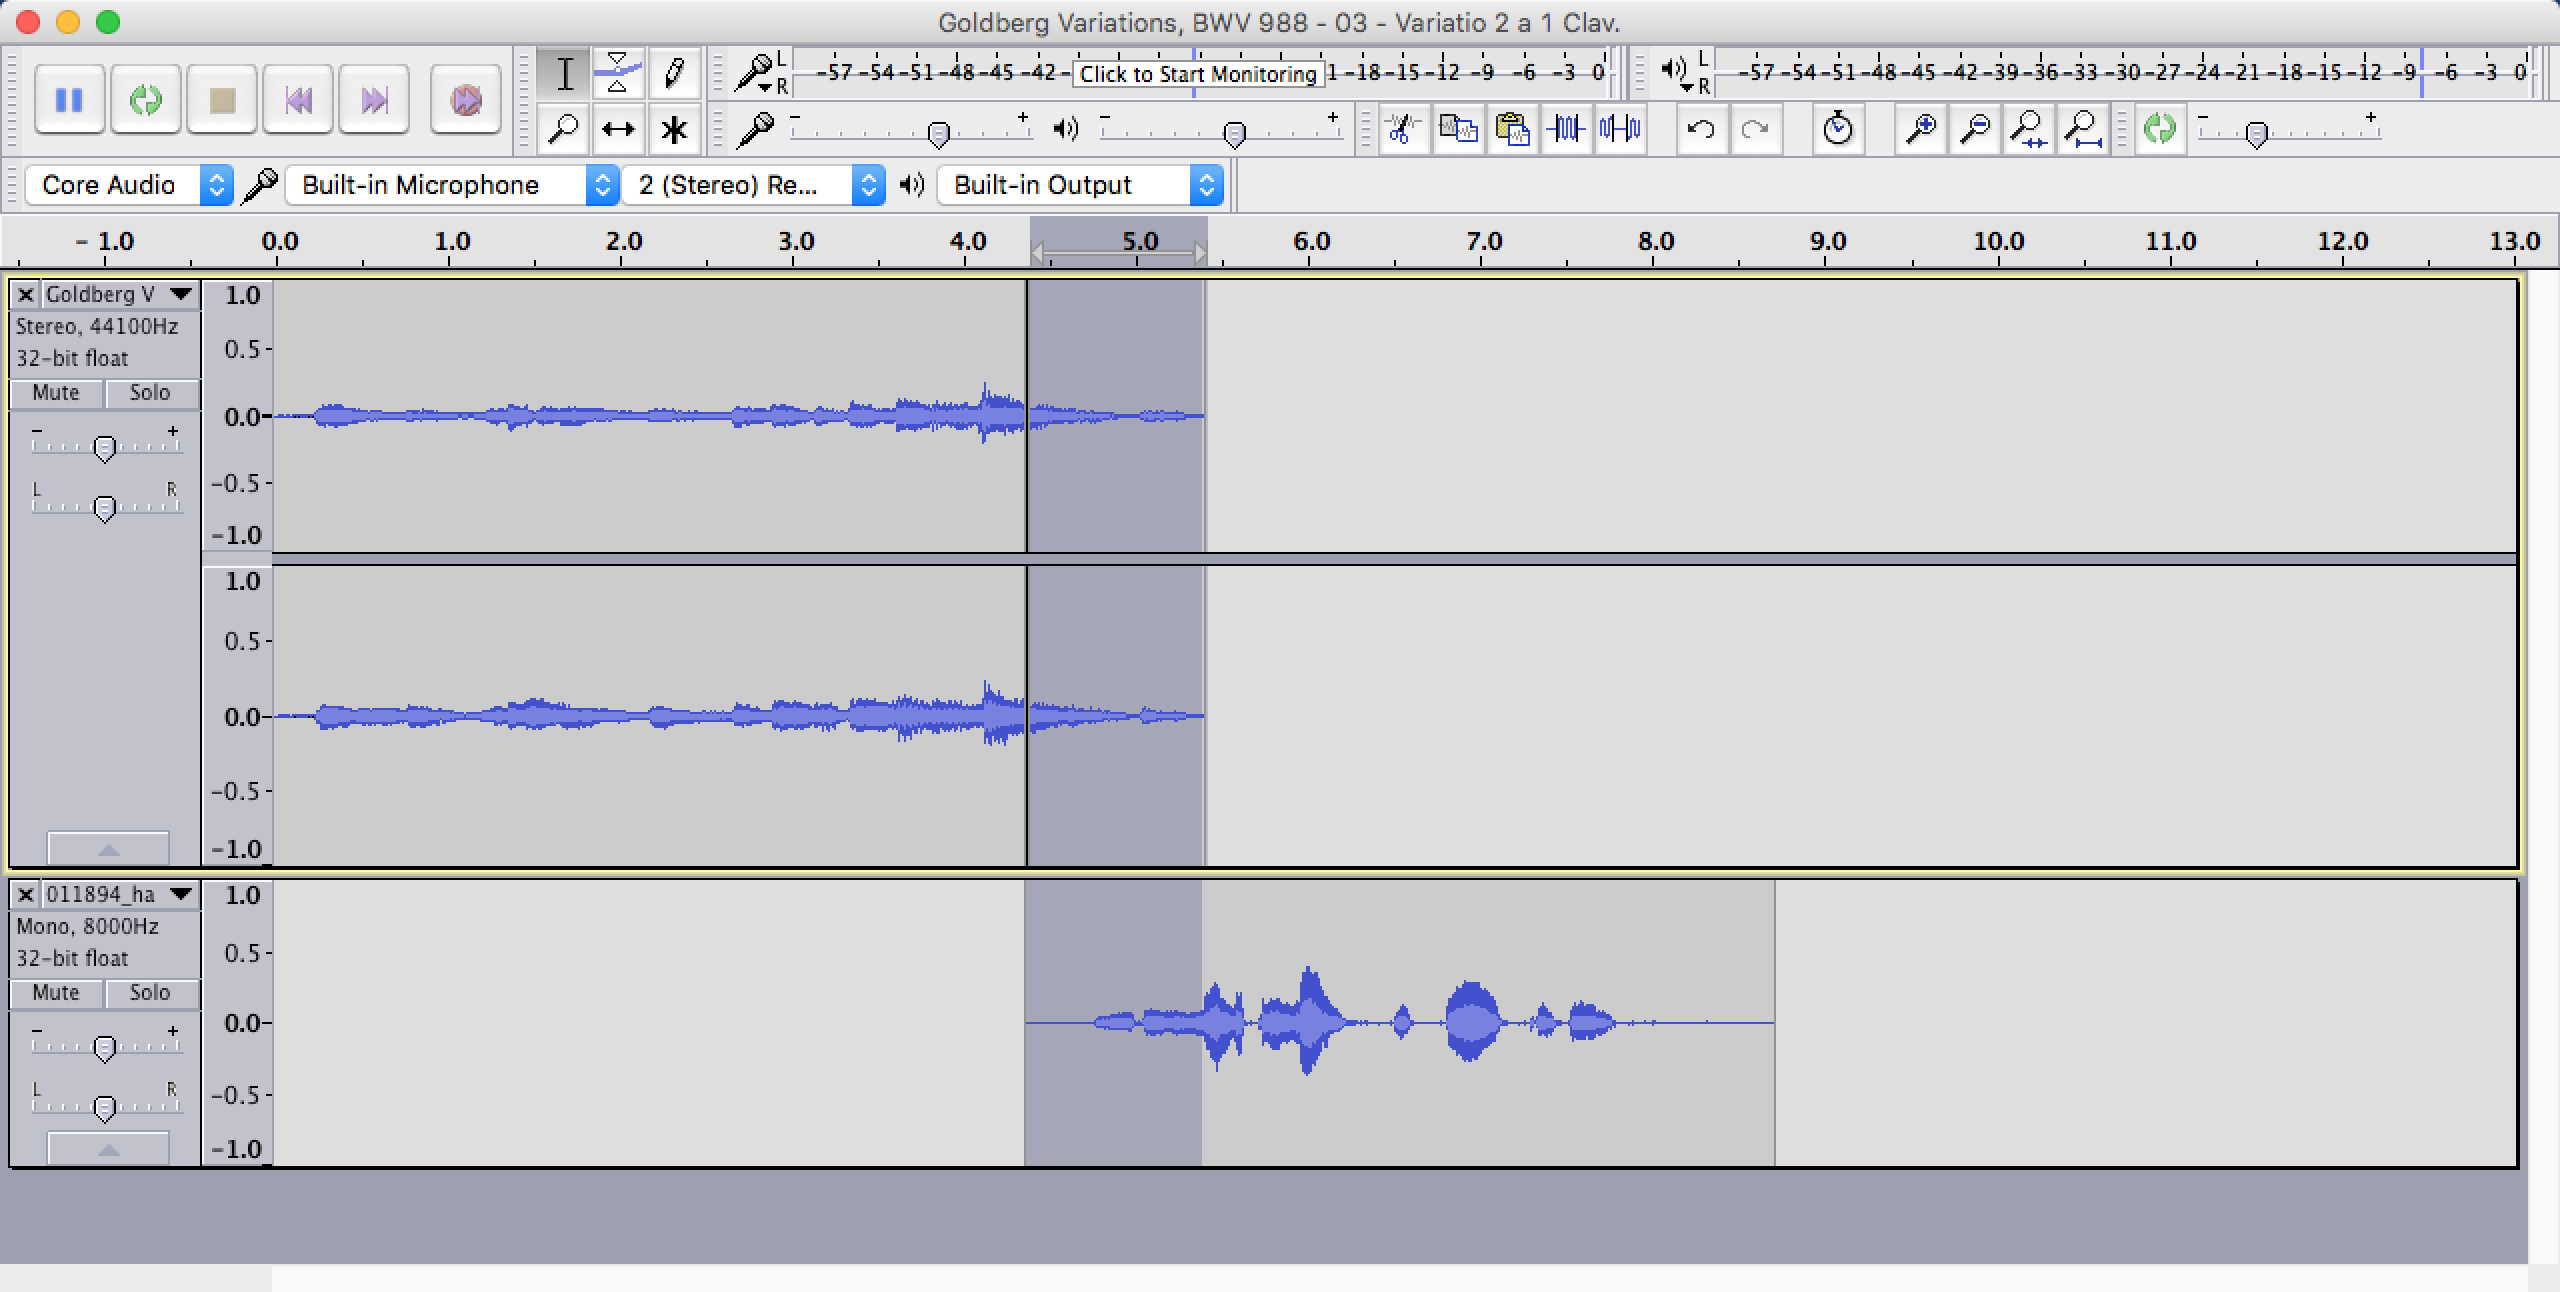 Goldberg Variations, BWV 988 - 03 - Variatio 2 a 1 Clav.
L
R
-57 -54 -51 -48 -45 -42 - Click to Start Monitoring 1 -18 -15 -12 -9 -6 -3 0
L
R
-57 -54 -51 -48 -45 -42 -39 -36 -33 -30 -27 -24 -21 -18 -15 -12 -9 -6 -3 0
- + - + - +
Core Audio Built-in Microphone 2 (Stereo) Re... Built-in Output
- 1.0 0.0 1.0 2.0 3.0 4.0 5.0 6.0 7.0 8.0 9.0 10.0 11.0 12.0 13.0
Goldberg V 1.0
Stereo, 44100Hz
32-bit float 0.5
Mute Solo
0.0
- +
L R -0.5
-1.0
1.0
0.5
0.0
-0.5
-1.0
011894_ha 1.0
Mono, 8000Hz
32-bit float 0.5
Mute Solo
0.0
- +
L R -0.5
-1.0